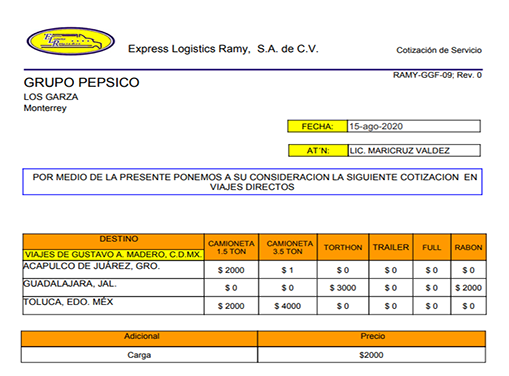 Express Logistics Ramy, S.A. de C.V.
Cotización de Servicio
RAMY-GGF-09; Rev. 0
GRUPO PEPSICO
LOS GARZA
Monterrey
FECHA: 15-ago-2020
AT´N: LIC. MARICRUZ VALDEZ
POR MEDIO DE LA PRESENTE PONEMOS A SU CONSIDERACION LA SIGUIENTE COTIZACION EN
VIAJES DIRECTOS
DESTINO CAMIONETA 1.5 TON CAMIONETA 3.5 TON TORTHON TRAILER FULL RABON
VIAJES DE GUSTAVO A. MADERO, C.D.MX.
ACAPULCO DE JUÁREZ, GRO. $ 2000 $ 1 $ 0 $ 0 $ 0 $ 0
GUADALAJARA, JAL. $ 0 $ 0 $ 3000 $ 0 $ 0 $ 2000
TOLUCA, EDO. MÉX $ 2000 $ 4000 $ 0 $ 0 $ 0 $ 0
Adicional Precio
Carga $2000